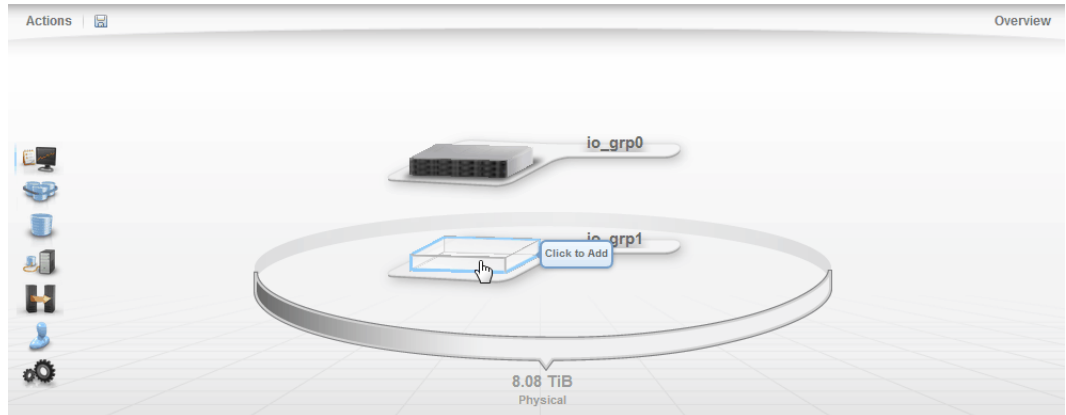 Actions
Overview
io_grp0
io_grp1
Click to Add
8.08 TiB
Physical